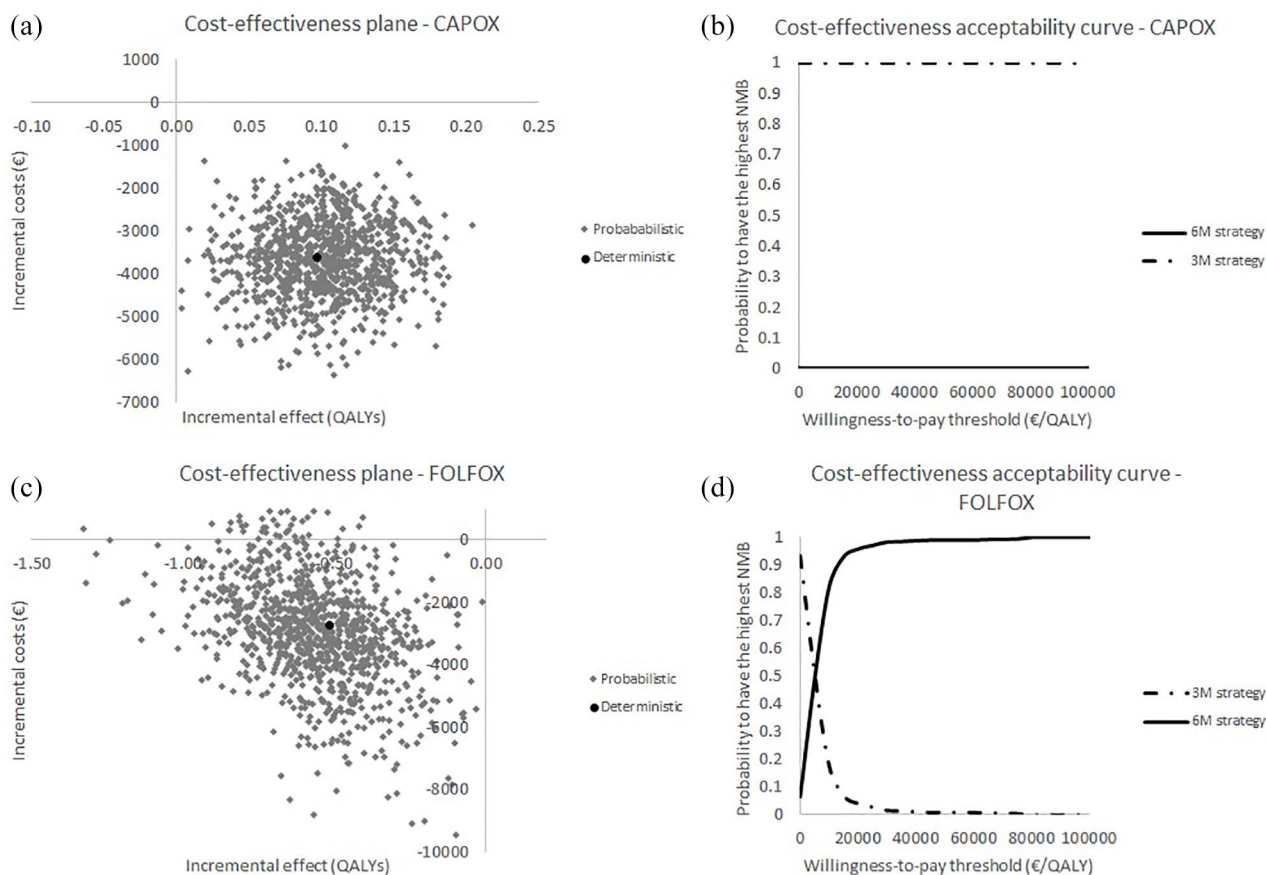 (a)
Cost-effectiveness plane - CAPOX
1000
0
-0.10 -0.05 0.00 0.05 0.10 0.15 0.20 0.25
-1000
-2000
-3000
-4000
-5000
-6000
-7000
Incremental costs (€)
Incremental effect (QALYs)
Probababilistic
Deterministic
(b)
Cost-effectiveness acceptability curve - CAPOX
1
0.9
0.8
0.7
0.6
0.5
0.4
0.3
0.2
0.1
0
0 20000 40000 60000 80000 100000
Probability to have the highest NMB
Willingness-to-pay threshold (€/QALY)
6M strategy
3M strategy
(c)
Cost-effectiveness plane - FOLFOX
0
-1.50 -1.00 -0.50 0.00
-2000
-4000
-6000
-8000
-10000
Incremental costs (€)
Incremental effect (QALYs)
Probabilistic
Deterministic
(d)
Cost-effectiveness acceptability curve -
FOLFOX
1
0.9
0.8
0.7
0.6
0.5
0.4
0.3
0.2
0.1
0
0 20000 40000 60000 80000 100000
Probability to have the highest NMB
Willingness-to-pay threshold (€/QALY)
3M strategy
6M strategy